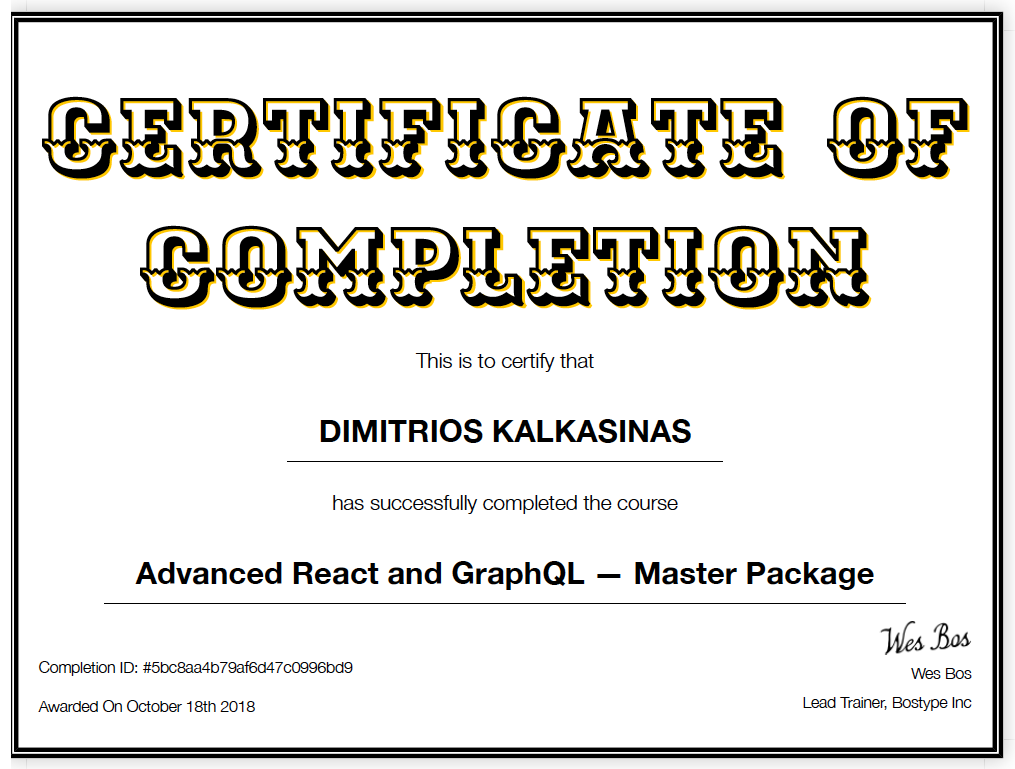 CERTIFICATE OF
COMPLETION
This is to certify that
DIMITRIOS KALKASINAS
has successfully completed the course
Advanced React and GraphQL — Master Package
Wes Bos
Completion ID: #5bc8aa4b79af6d47c0996bd9
Wes Bos
Awarded On October 18th 2018
Lead Trainer, Bostype Inc